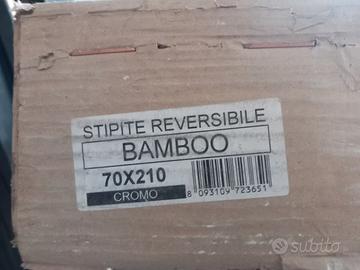 STIPITE REVERSIBILE
BAMBOO
70X210
CROMO
8 093109 723651
subito